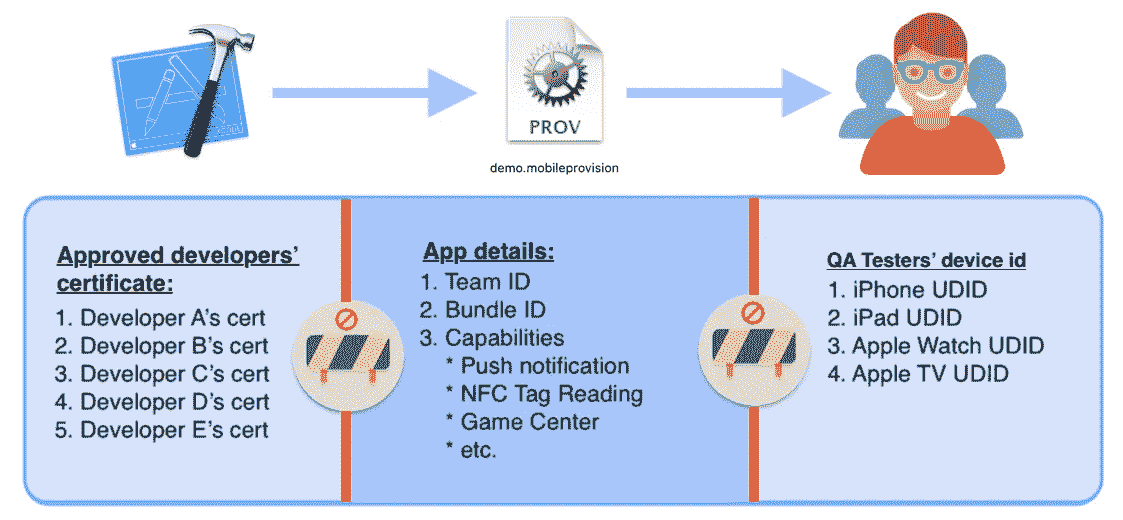 PROV
demo.mobileprovision
Approved developers’
certificate:
1. Developer A’s cert
2. Developer B’s cert
3. Developer C’s cert
4. Developer D’s cert
5. Developer E’s cert
App details:
1. Team ID
2. Bundle ID
3. Capabilities
* Push notification
* NFC Tag Reading
* Game Center
* etc.
QA Testers’ device id
1. iPhone UDID
2. iPad UDID
3. Apple Watch UDID
4. Apple TV UDID